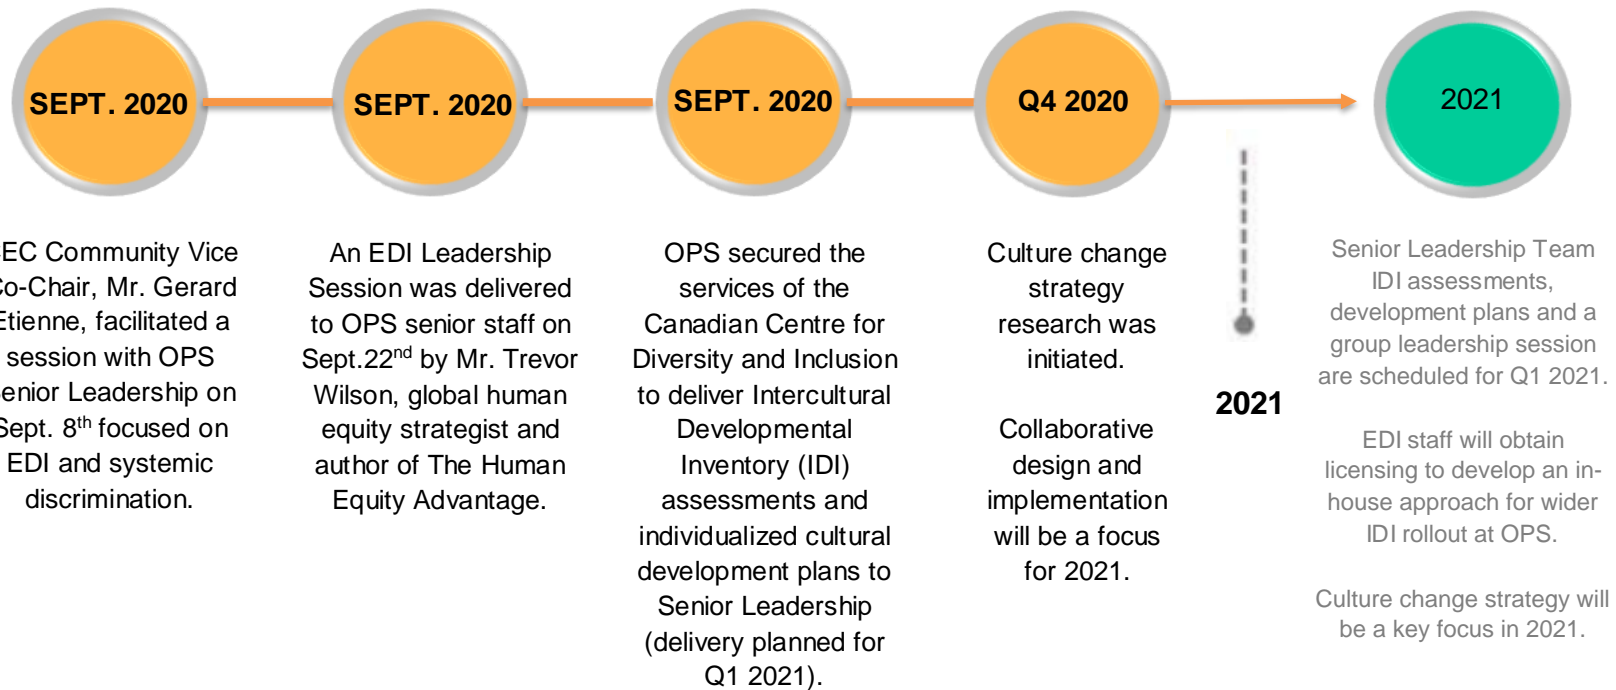 SEPT. 2020
SEPT. 2020
SEPT. 2020
Q4 2020
2021
EC Community Vice
o-Chair, Mr. Gerard
Etienne, facilitated a
session with OPS
enior Leadership on
Sept. 8th focused on
EDI and systemic
discrimination.
An EDI Leadership
Session was delivered
to OPS senior staff on
Sept.22nd by Mr. Trevor
Wilson, global human
equity strategist and
author of The Human
Equity Advantage.
OPS secured the
services of the
Canadian Centre for
Diversity and Inclusion
to deliver Intercultural
Developmental
Inventory (IDI)
assessments and
individualized cultural
development plans to
Senior Leadership
(delivery planned for
Q1 2021).
Culture change
strategy
research was
initiated.
Collaborative
design and
implementation
will be a focus
for 2021.
2021
Senior Leadership Team
IDI assessments,
development plans and a
group leadership session
are scheduled for Q1 2021.
EDI staff will obtain
licensing to develop an in-
house approach for wider
IDI rollout at OPS.
Culture change strategy will
be a key focus in 2021.